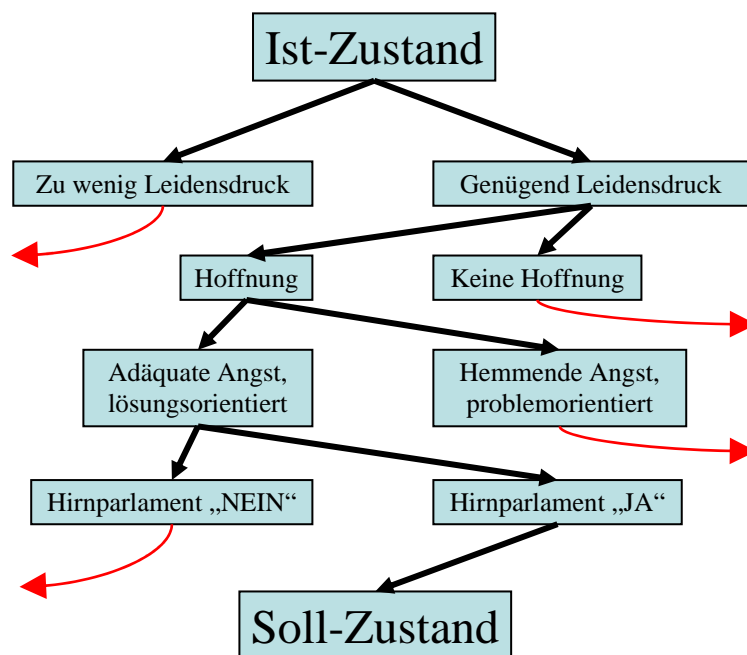 Ist-Zustand
Zu wenig Leidensdruck
Genügend Leidensdruck
Hoffnung
Keine Hoffnung
Adäquate Angst,
lösungsorientiert
Hemmende Angst,
problemorientiert
Hirnparlament „NEIN“
Hirnparlament „JA“
Soll-Zustand